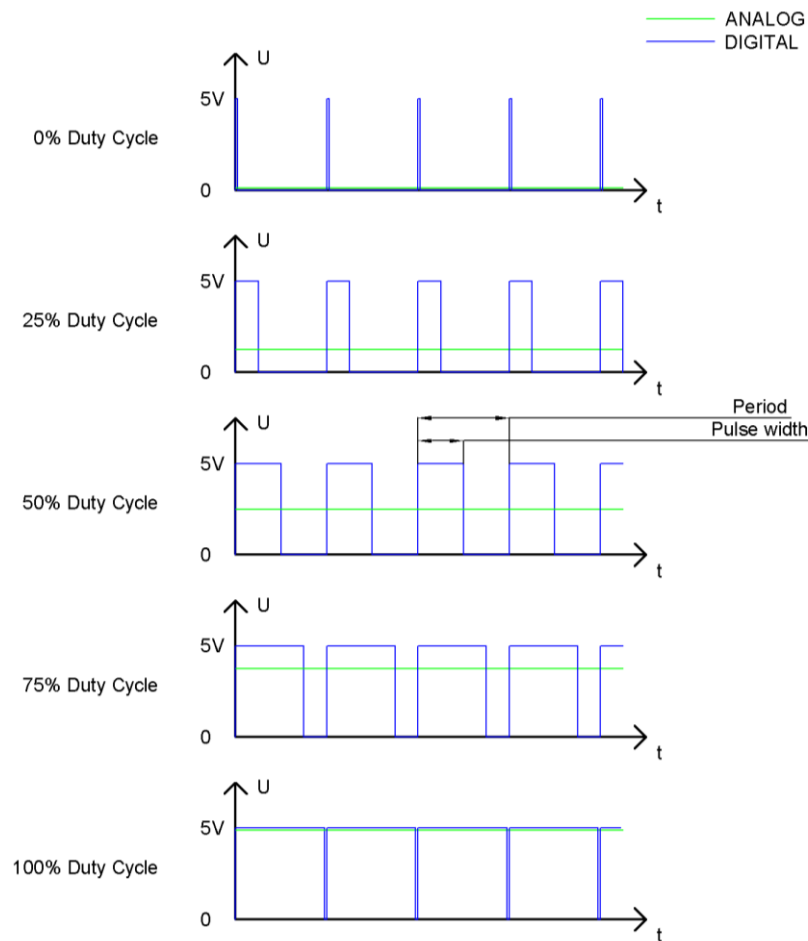 ANALOG
DIGITAL
U
5V
0% Duty Cycle
0
t
U
5V
25% Duty Cycle
0
t
Period
U
Pulse width
5V
50% Duty Cycle
0
t
U
5V
75% Duty Cycle
0
t
U
5V
100% Duty Cycle
0
t